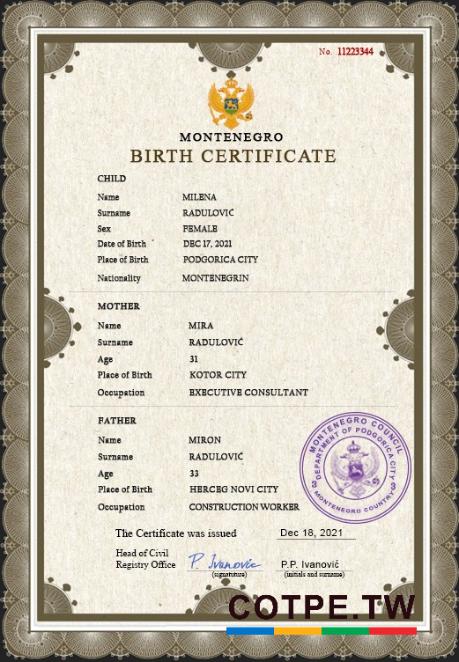 No. 11223344
MONTENEGRO
BIRTH CERTIFICATE
CHILD
Name MILENA
Surname RADULOVIĆ
Sex FEMALE
Date of Birth DEC 17, 2021
Place of Birth PODGORICA CITY
Nationality MONTENEGRIN
MOTHER
Name MIRA
Surname RADULOVIĆ
Age 31
Place of Birth KOTOR CITY
Occupation EXECUTIVE CONSULTANT
FATHER
Name MIRON
Surname RADULOVIĆ
Age 33
Place of Birth HERCEG NOVI CITY
Occupation CONSTRUCTION WORKER
MONTENEGRO COUNCIL
DEPARTMENT OF PODGORICA CITY
3 3
MONTENEGRO COUNTRY
The Certificate was issued Dec 18, 2021
Head of Civil
Registry Office P. Ivanovic P.P. Ivanović
(signature) (initials and surname)
COTPE.TW